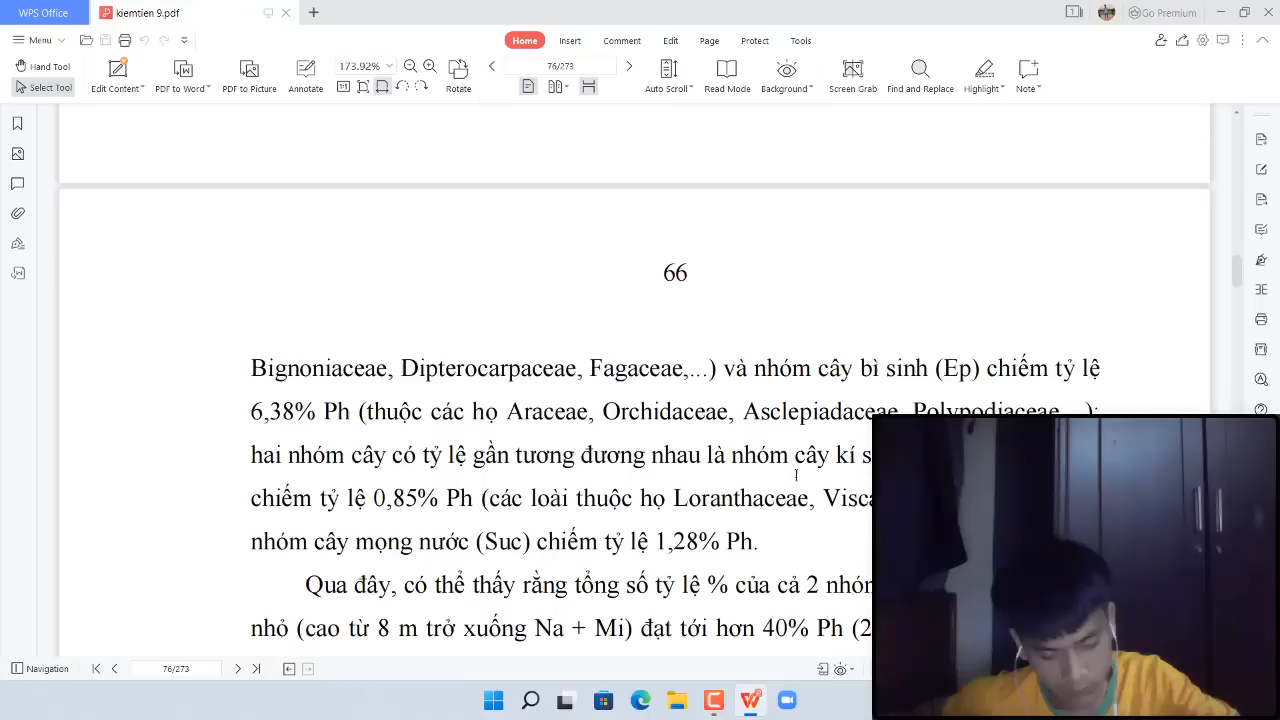 WPS Office
kiemtien 9.pdf
Go Premium
Menu
Home
Insert
Comment
Edit
Page
Protect
Tools
Hand Tool
Select Tool
Edit Content
PDF to Word
PDF to Picture
Annotate
173.92%
Rotate
76/273
Auto Scroll
Read Mode
Background
Screen Grab
Find and Replace
Highlight
Note
66
Bignoniaceae, Dipterocarpaceae, Fagaceae,...) và nhóm cây bì sinh (Ep) chiếm tỷ lệ
6,38% Ph (thuộc các họ Araceae, Orchidaceae, Asclepiadaceae, Polypodiaceae,...);
hai nhóm cây có tỷ lệ gần tương đương nhau là nhóm cây kí
chiếm tỷ lệ 0,85% Ph (các loài thuộc họ Loranthaceae,
nhóm cây mọng nước (Suc) chiếm tỷ lệ 1,28% Ph.
Qua đây, có thể thấy rằng tổng số tỷ lệ % của cả 2
nhỏ (cao từ 8 m trở xuống Na + Mi) đạt tới hơn 40% Ph
Navigation
76/273